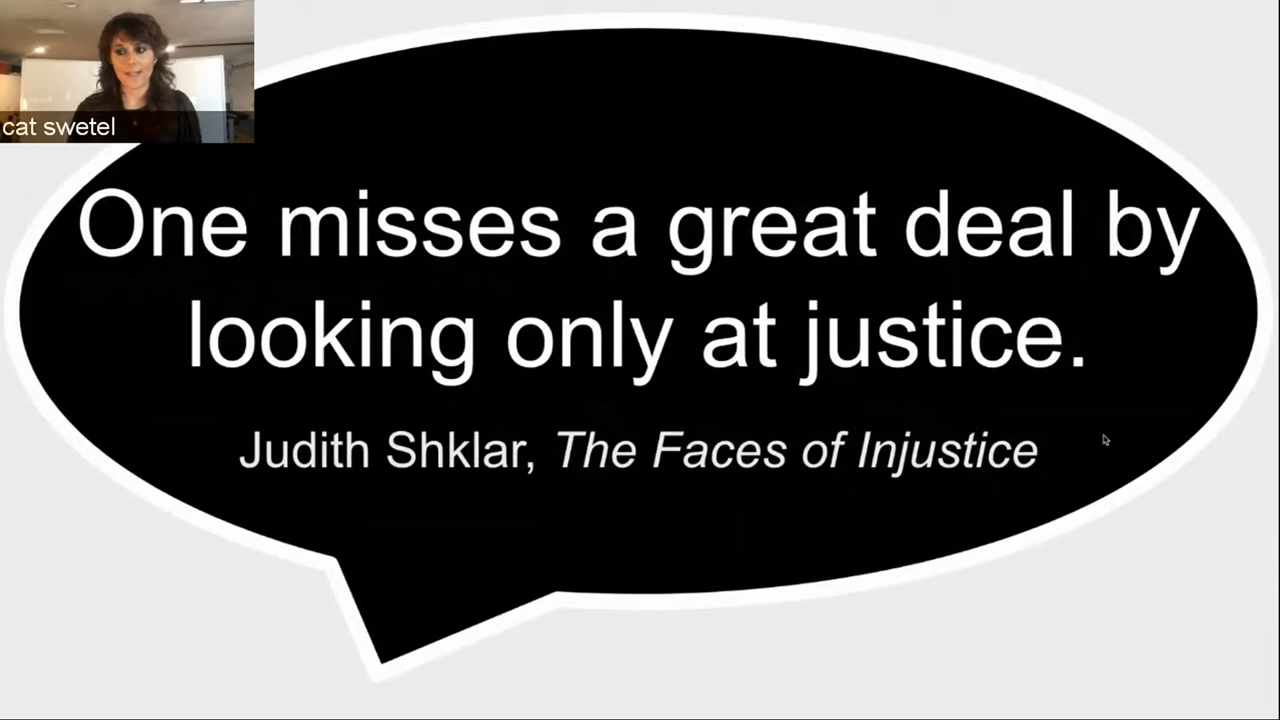 cat swetel
One misses a great deal by
looking only at justice.
Judith Shklar, The Faces of Injustice